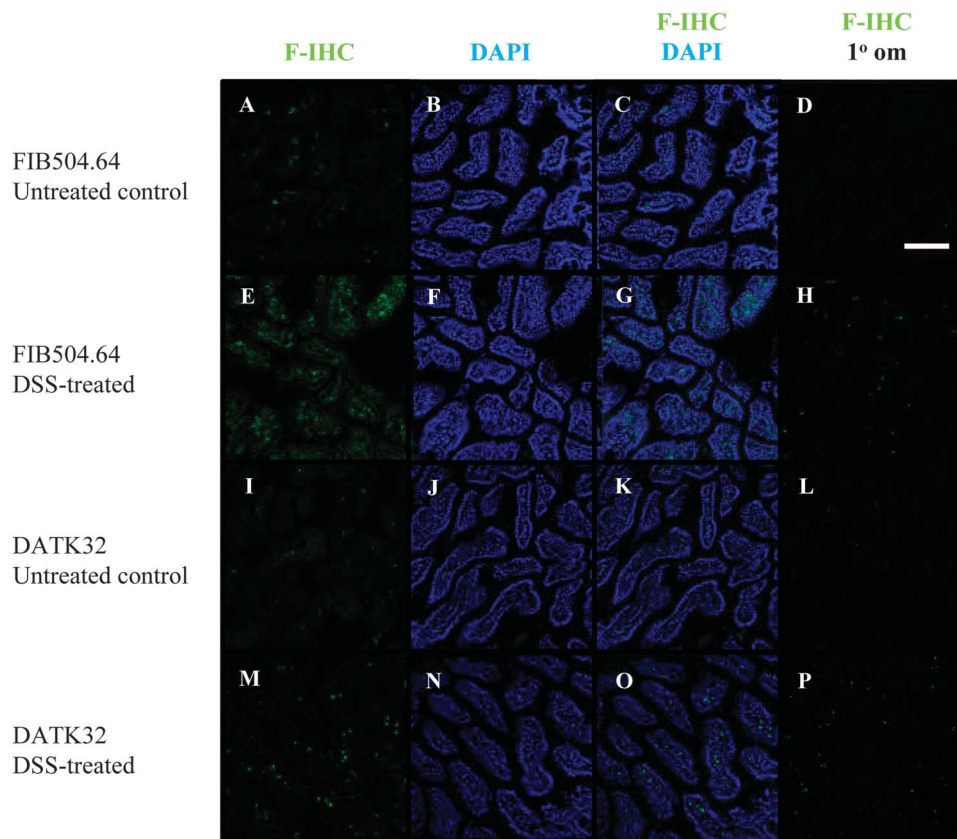 F-IHC
F-IHC DAPI DAPI 1º om
F-IHC
A B C D
FIB504.64
Untreated control
E F G H
FIB504.64
DSS-treated
I J K L
DATK32
Untreated control
M N O P
DATK32
DSS-treated